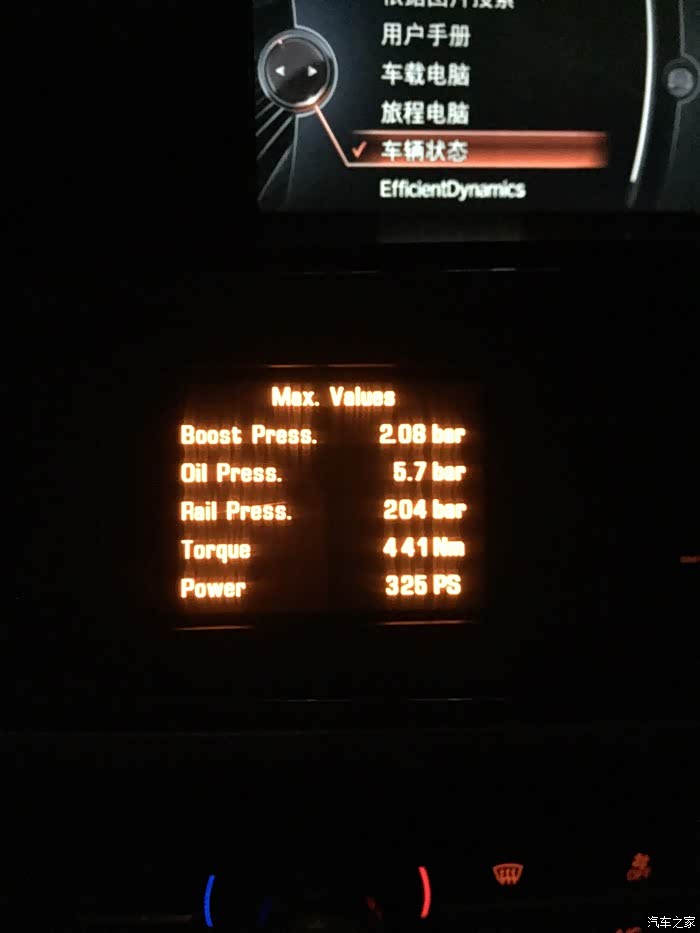 用户手册
车载电脑
旅程电脑
车辆状态
EfficientDynamics
Max. Values
Boost Press. 2.08 bar
Oil Press. 5.7 bar
Rail Press. 204 bar
Torque 441 Nm
Power 325 PS
OFF
汽车之家